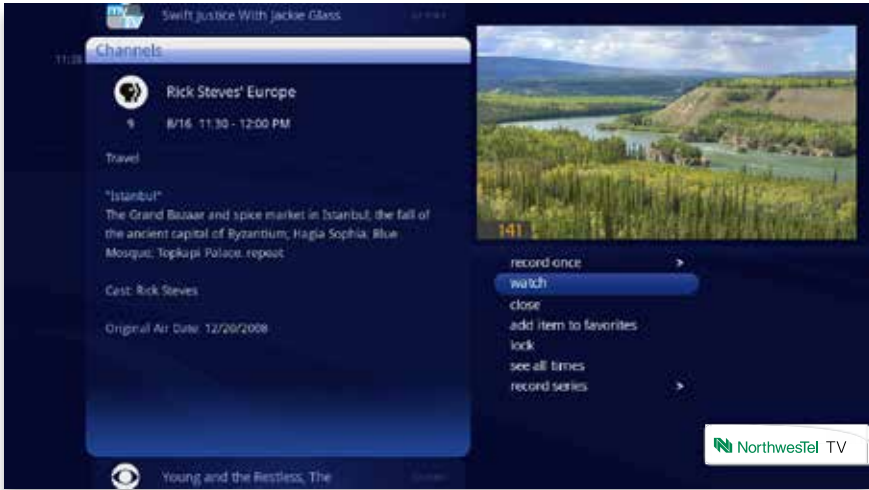 my TV
Swift Justice With Jackie Glass
Channels
Rick Steves' Europe
9
8/16 11:30 - 12:00 PM
Travel
"Istanbul"
The Grand Bazaar and spice market in Istanbul; the fall of
the ancient capital of Byzantium; Hagia Sophia; Blue
Mosque; Topkapi Palace. repeat
Cast: Rick Steves
Original Air Date: 12/20/2008
Young and the Restless, The
141
record once >
watch
close
add item to favorites
lock
see all times
record series >
NorthwesTel TV